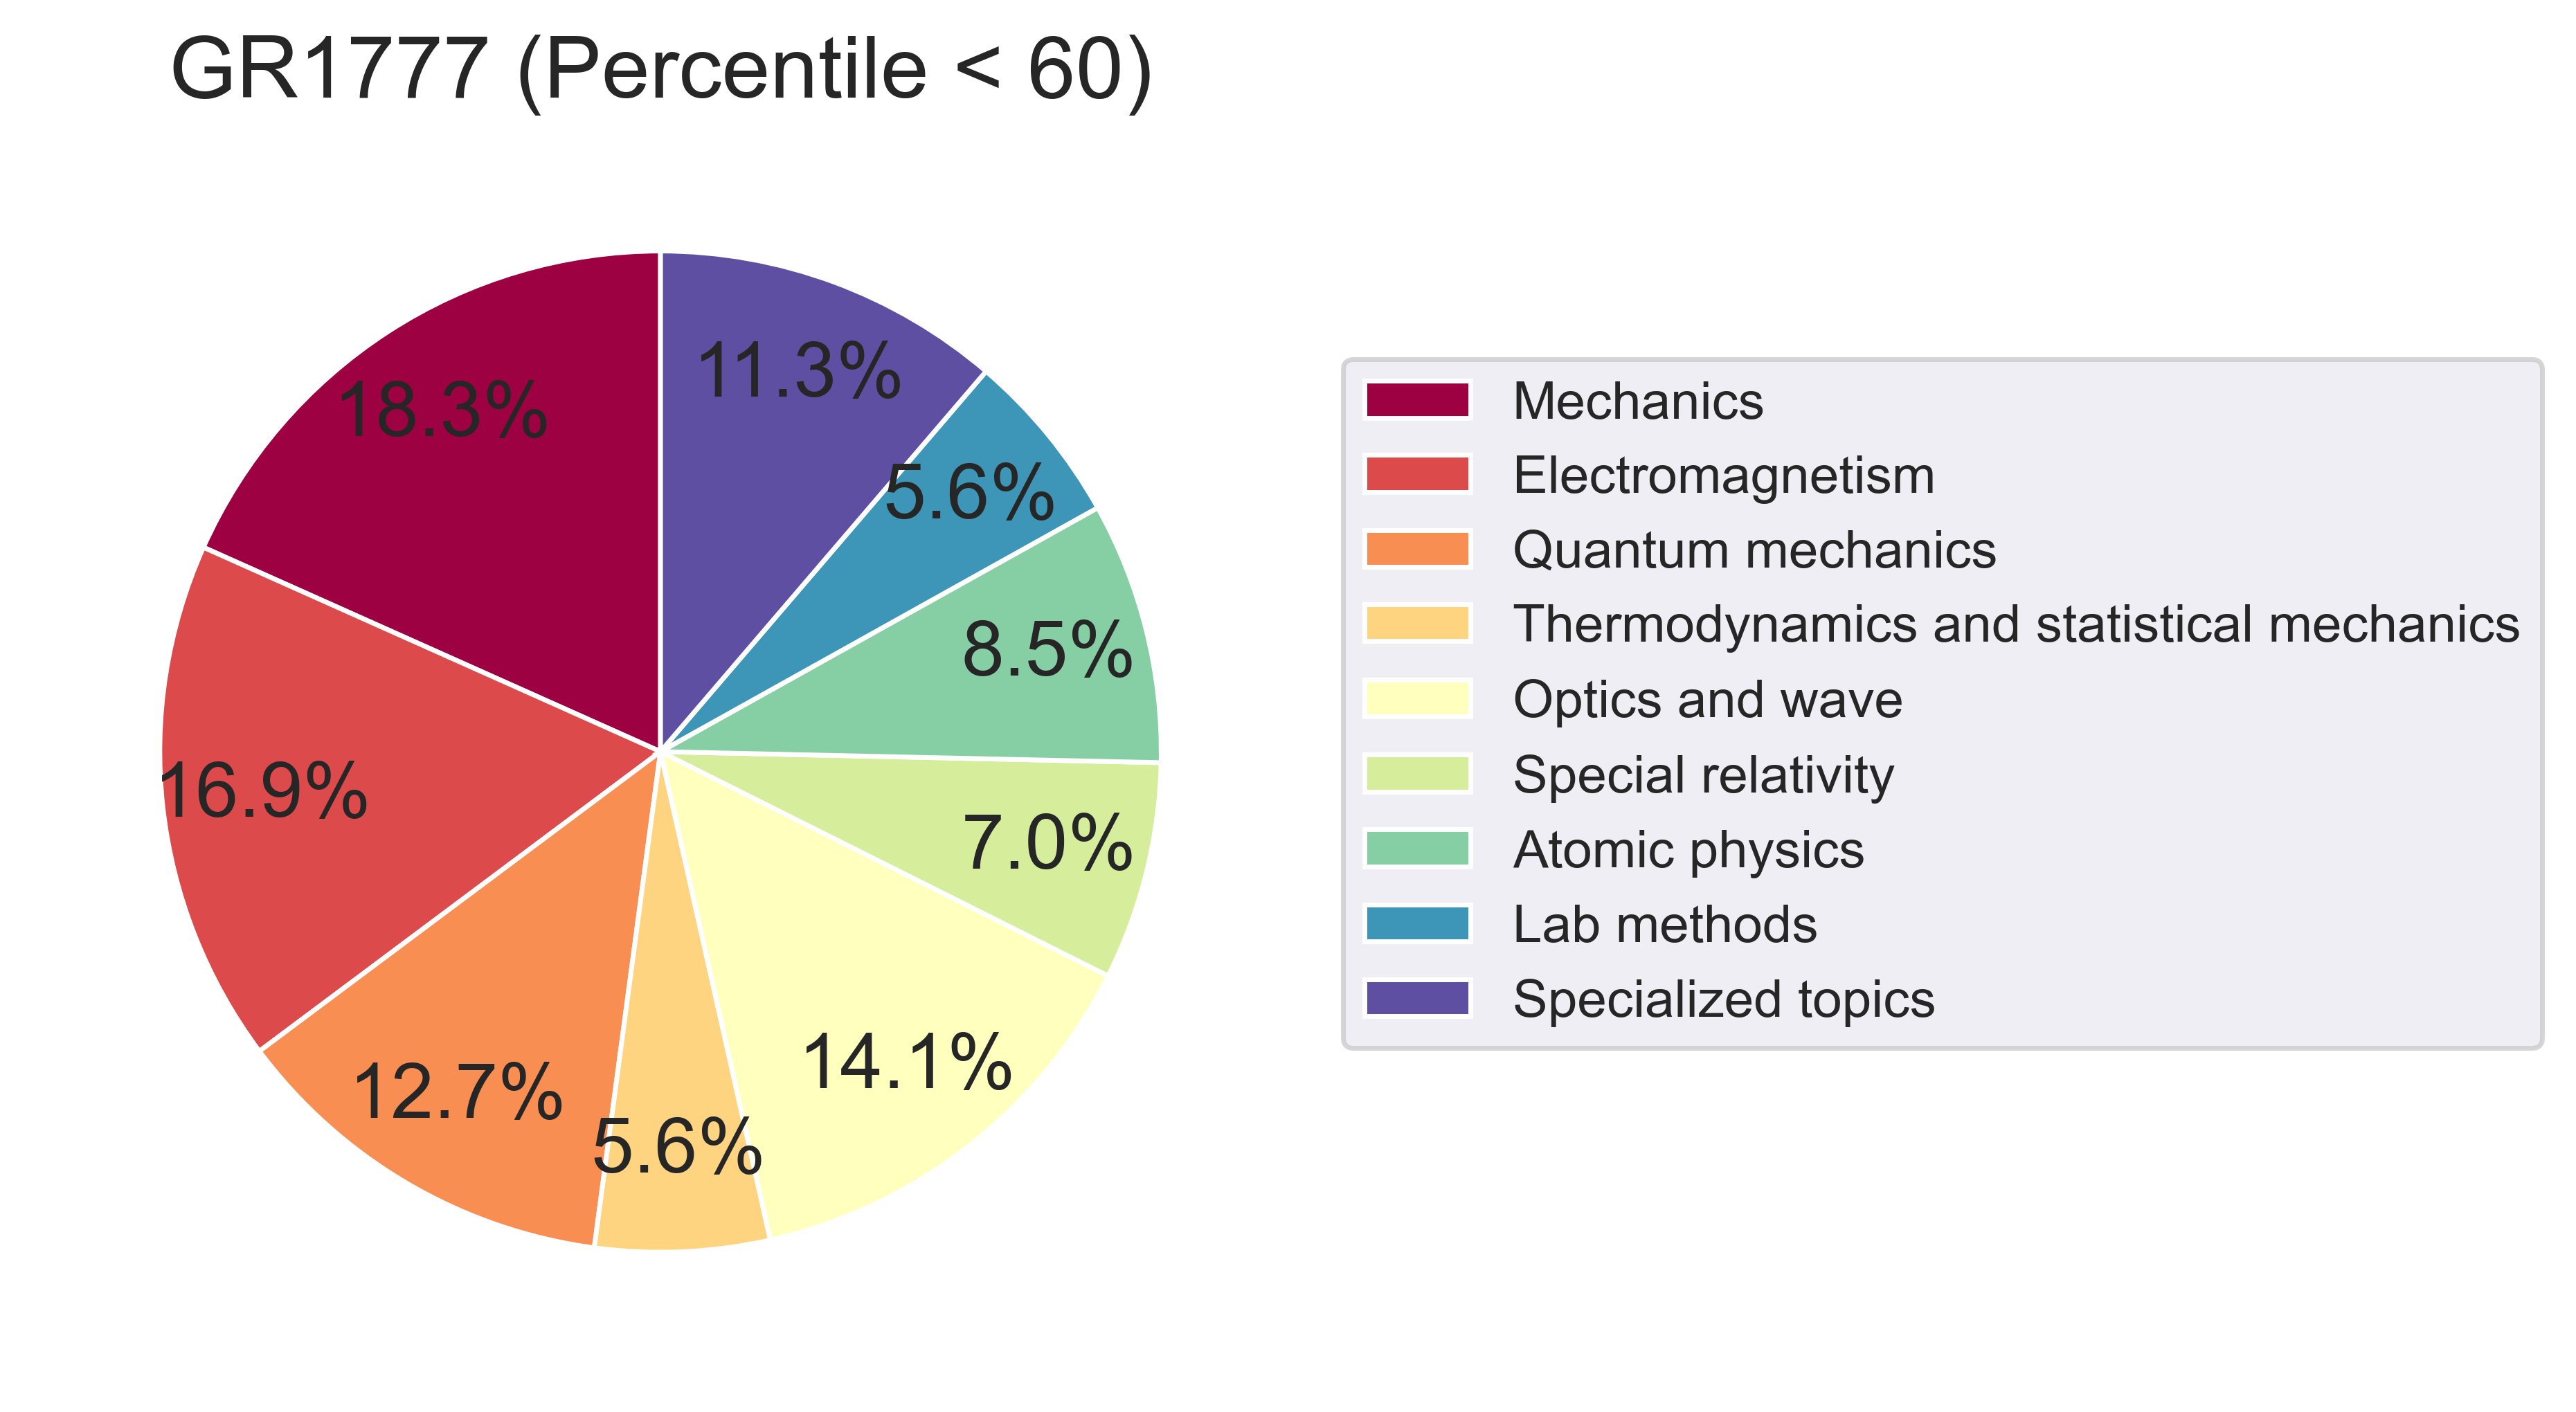 GR1777 (Percentile < 60)
11.3%
18.3%
5.6%
8.5%
16.9%
7.0%
14.1%
12.7%
5.6%
Mechanics
Electromagnetism
Quantum mechanics
Thermodynamics and statistical mechanics
Optics and wave
Special relativity
Atomic physics
Lab methods
Specialized topics